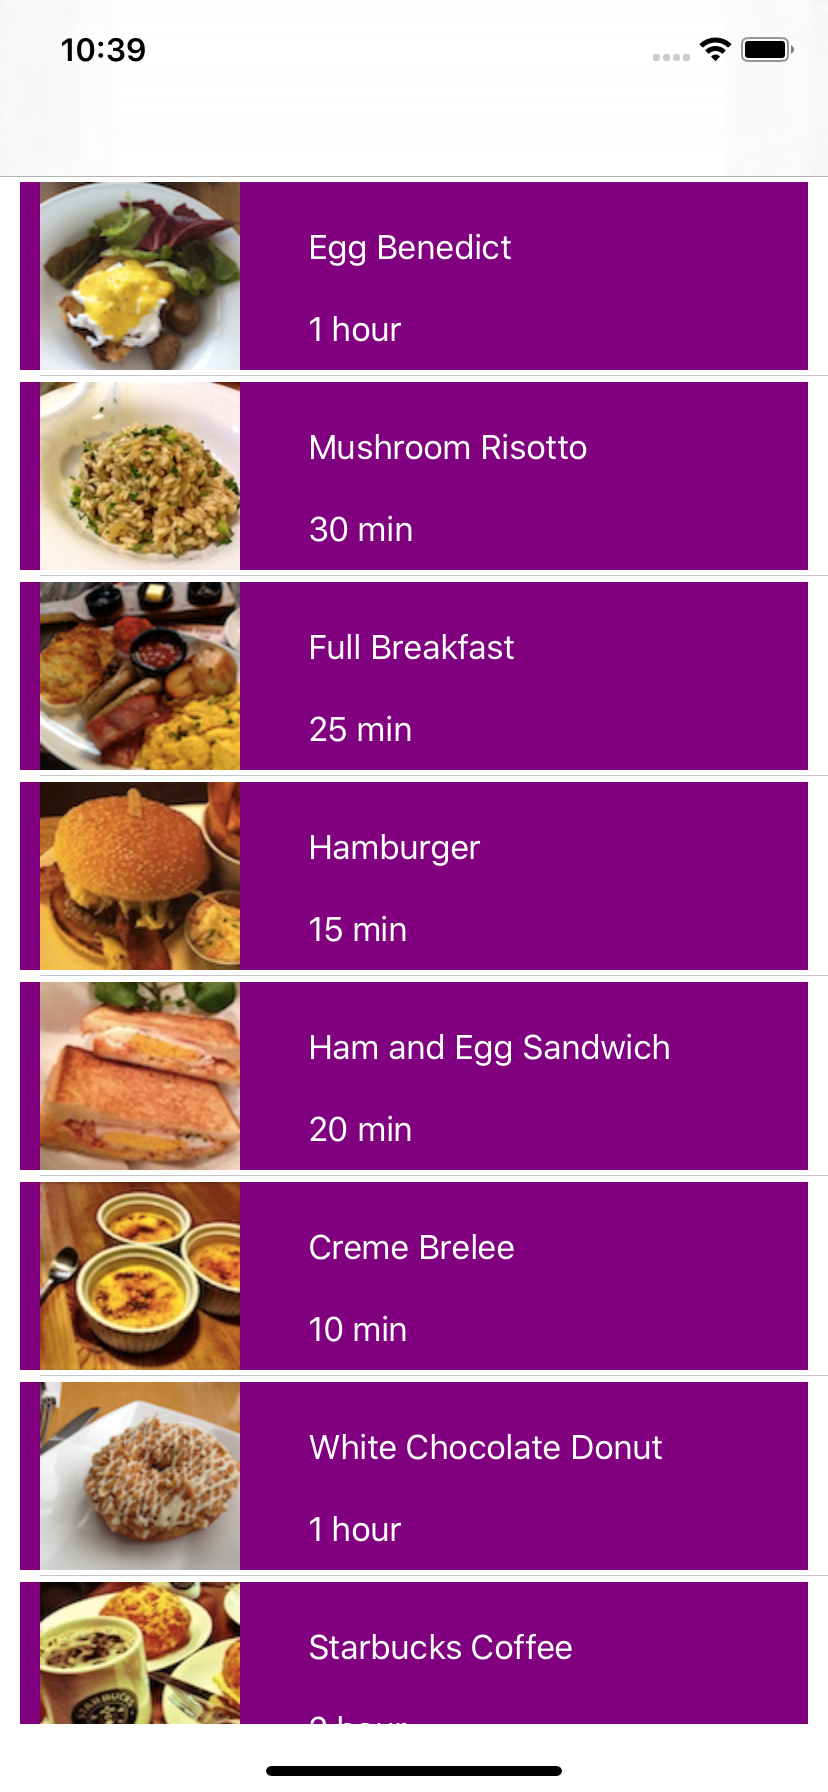 10:39
Egg Benedict
1 hour
Mushroom Risotto
30 min
Full Breakfast
25 min
Hamburger
15 min
Ham and Egg Sandwich
20 min
Creme Brelee
10 min
White Chocolate Donut
1 hour
Starbucks Coffee